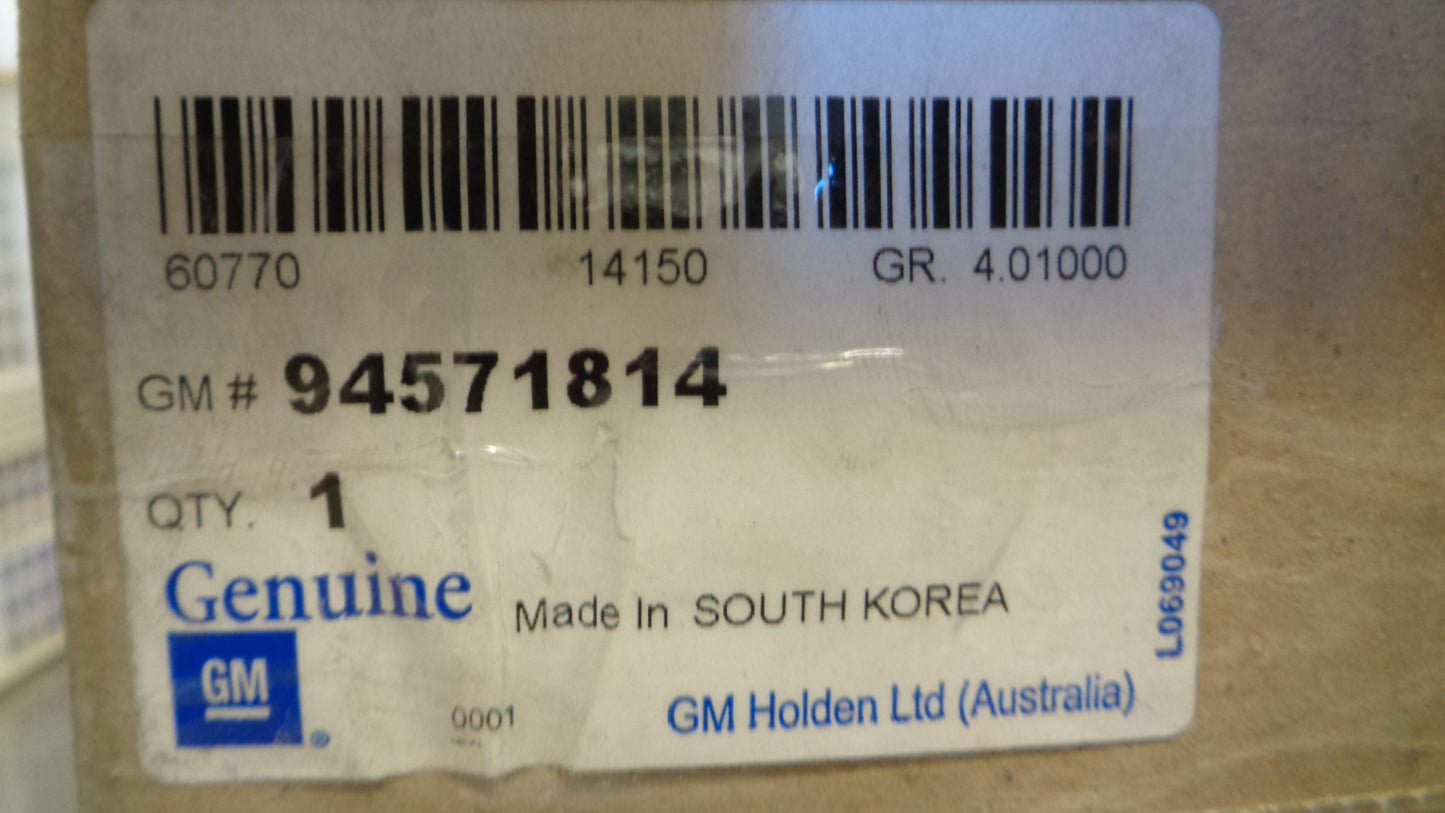 60770 14150 GR. 4.01000
GM # 94571814
QTY. 1
Genuine
Made In SOUTH KOREA
GM ®
0001
GM Holden Ltd (Australia)
L069049